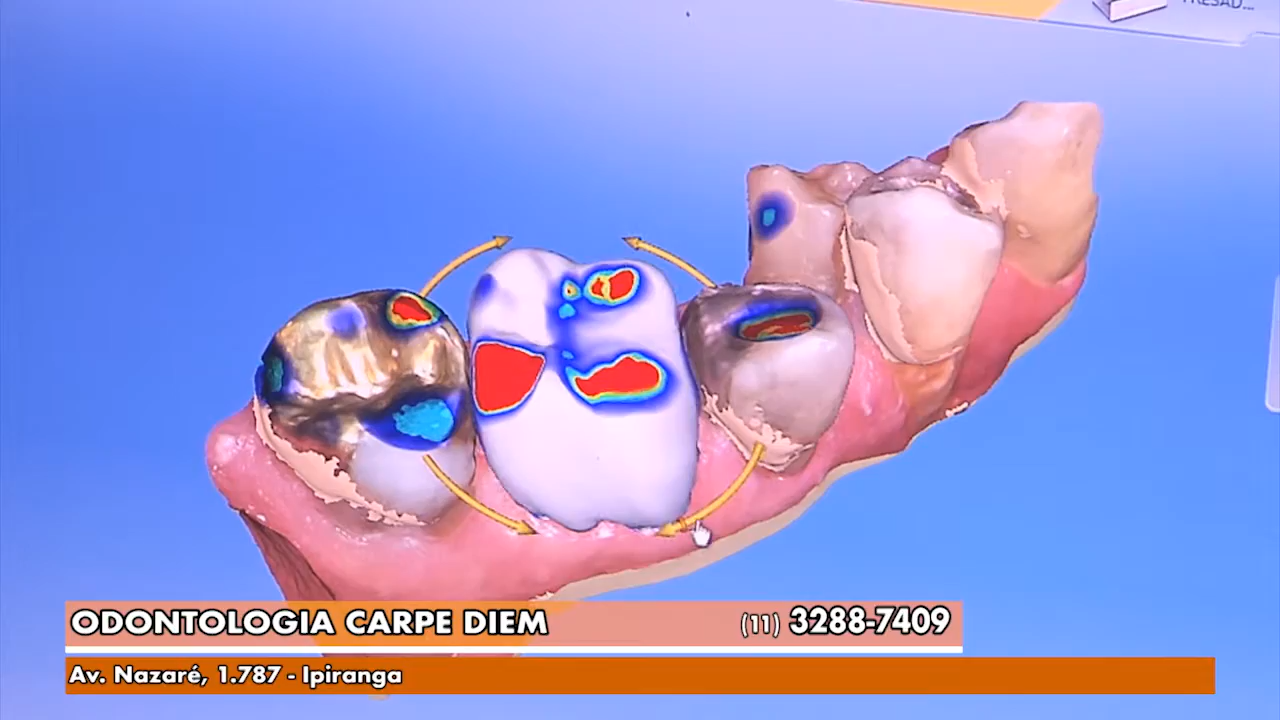 ODONTOLOGIA CARPE DIEM (11) 3288-7409
Av. Nazaré, 1.787 - Ipiranga